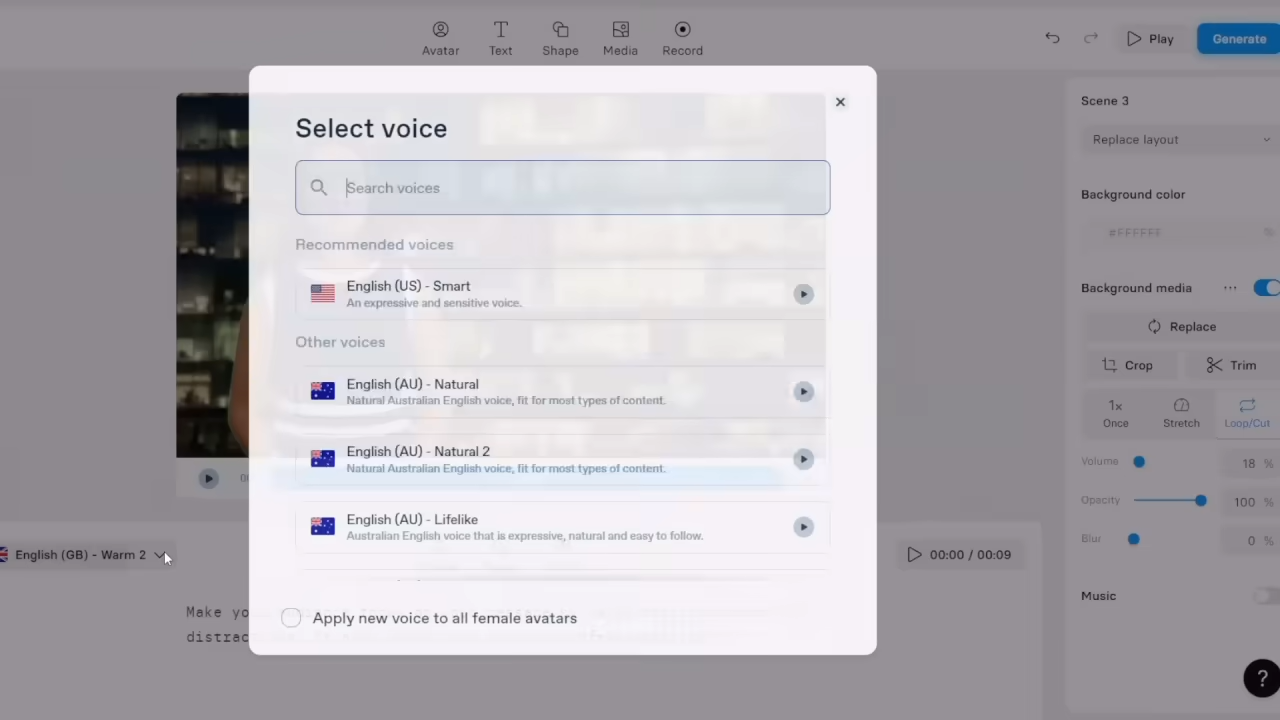 Avatar
Text
Shape
Media
Record
Play
Generate
Select voice
Search voices
Recommended voices
English (US) - Smart
An expressive and sensitive voice.
Other voices
English (AU) - Natural
Natural Australian English voice, fit for most types of content.
English (AU) - Natural 2
Natural Australian English voice, fit for most types of content.
English (AU) - Lifelike
Australian English voice that is expressive, natural and easy to follow.
Apply new voice to all female avatars
English (GB) - Warm 2
00:00 / 00:09
Make
Scene 3
Replace layout
Background color
#FFFFFF
Background media
Replace
Crop
Trim
1x
Once
Stretch
Loop/Cut
Volume 18 %
Opacity 100 %
Blur 0 %
Music
?